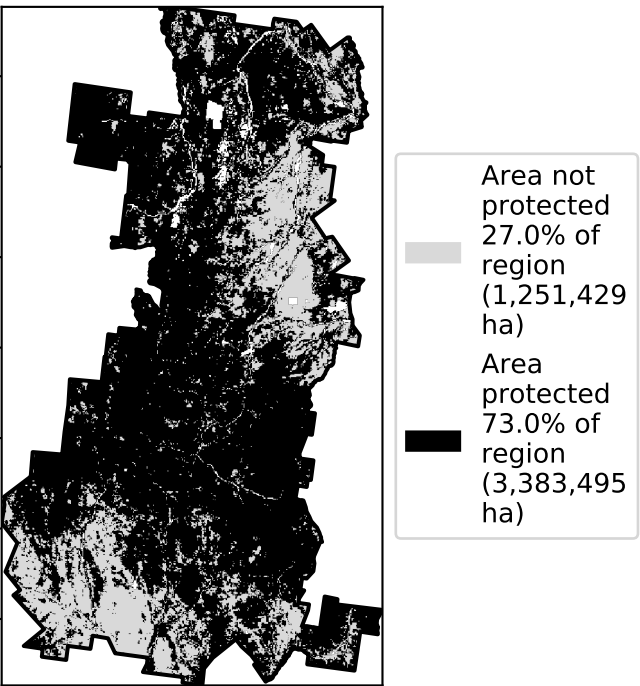 Area not
protected
27.0% of
region
(1,251,429
ha)
Area
protected
73.0% of
region
(3,383,495
ha)